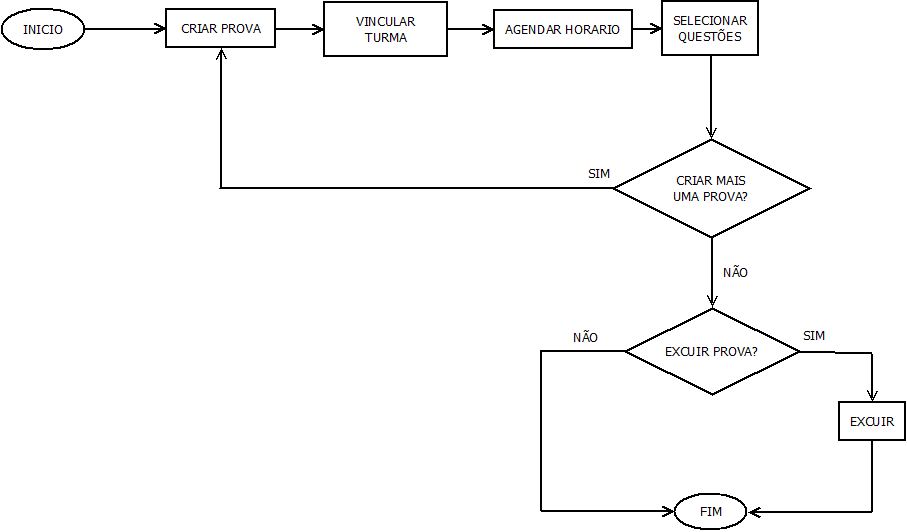 INICIO
CRIAR PROVA
VINCULAR
TURMA
AGENDAR HORARIO
SELECIONAR
QUESTÕES
SIM
CRIAR MAIS
UMA PROVA?
NÃO
NÃO
EXCUIR PROVA?
SIM
EXCUIR
FIM